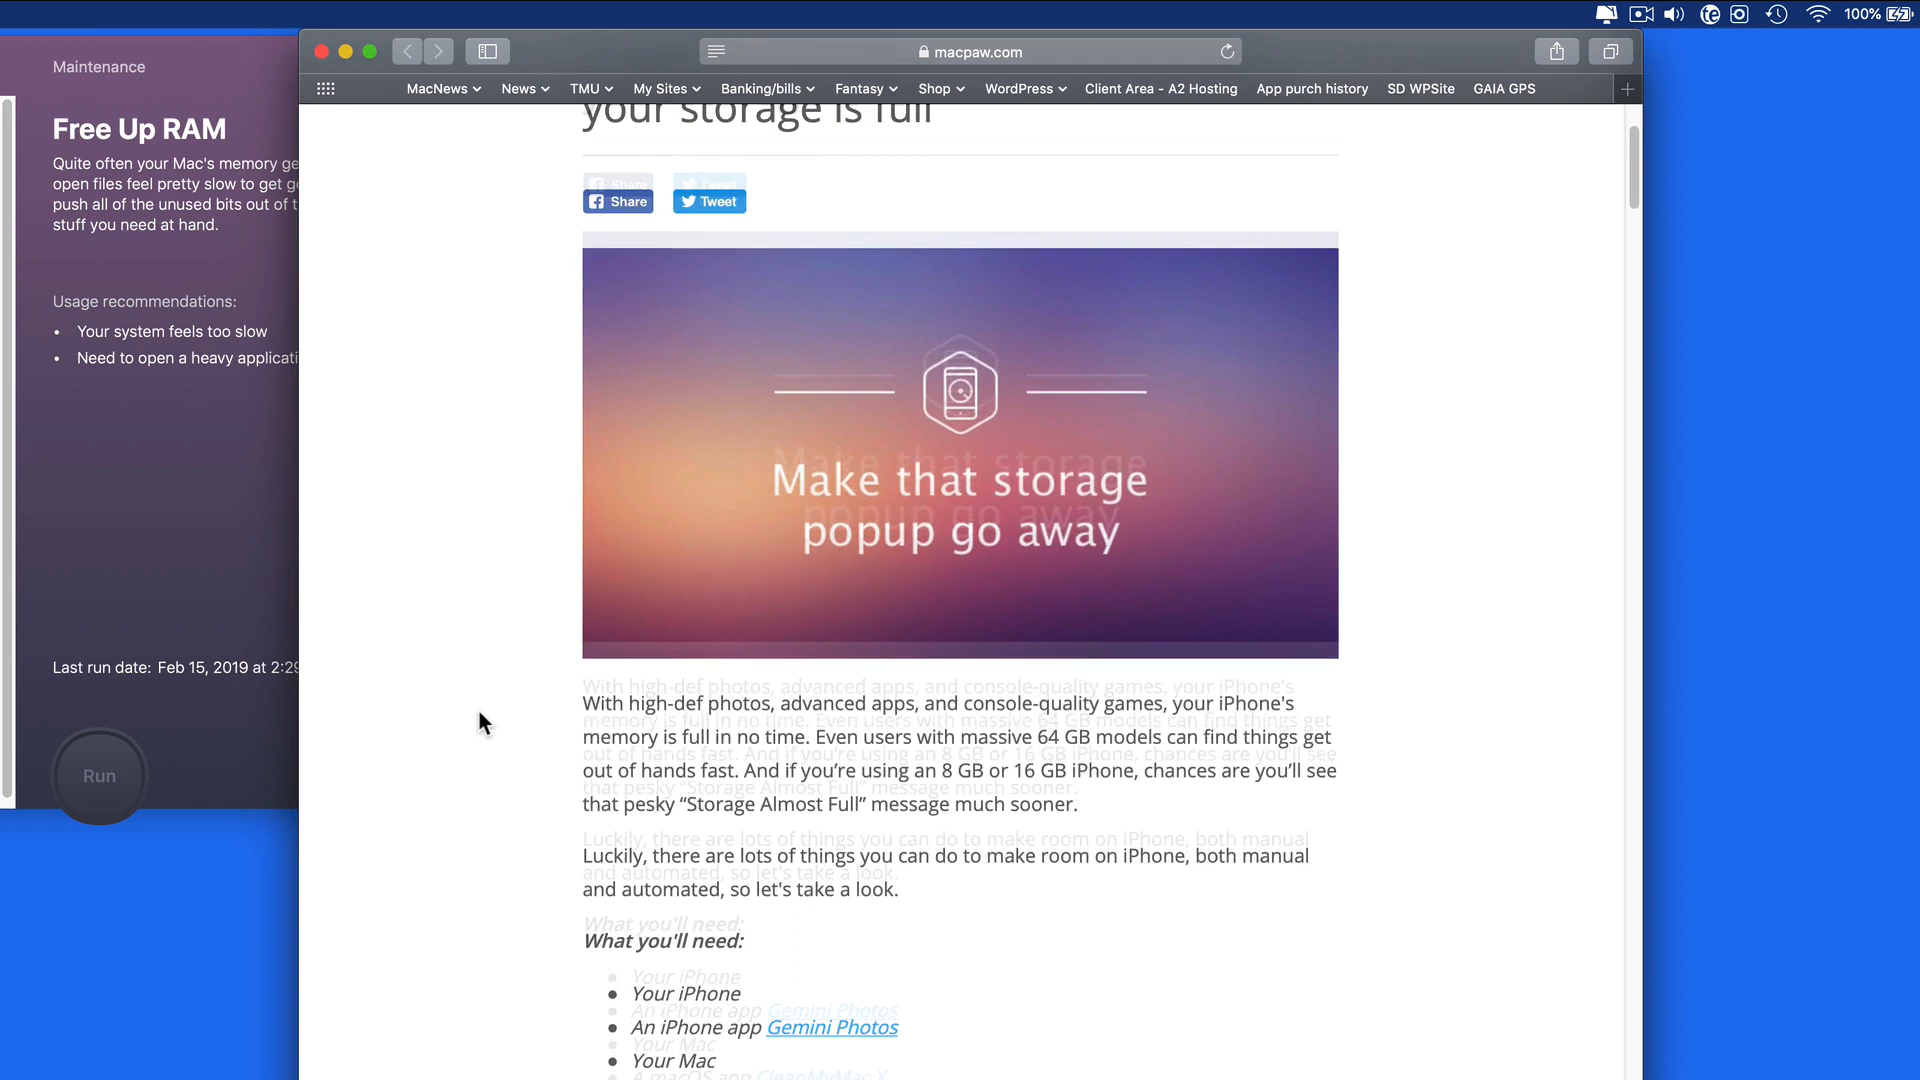 100%
Maintenance
Free Up RAM
Quite often your Mac's memory ge
open files feel pretty slow to get g
push all of the unused bits out of t
stuff you need at hand.
Usage recommendations:
Your system feels too slow
Need to open a heavy applicati
Last run date: Feb 15, 2019 at 2:29
Run
macpaw.com
MacNews News TMU My Sites Banking/bills Fantasy Shop WordPress Client Area - A2 Hosting App purch history SD WPSite GAIA GPS
your storage is full
Share Tweet
Make that storage
popup go away
With high-def photos, advanced apps, and console-quality games, your iPhone's
memory is full in no time. Even users with massive 64 GB models can find things get
out of hands fast. And if you’re using an 8 GB or 16 GB iPhone, chances are you’ll see
that pesky “Storage Almost Full” message much sooner.
Luckily, there are lots of things you can do to make room on iPhone, both manual
and automated, so let's take a look.
What you'll need:
Your iPhone
An iPhone app Gemini Photos
Your Mac
A macOS app CleanMyMac X